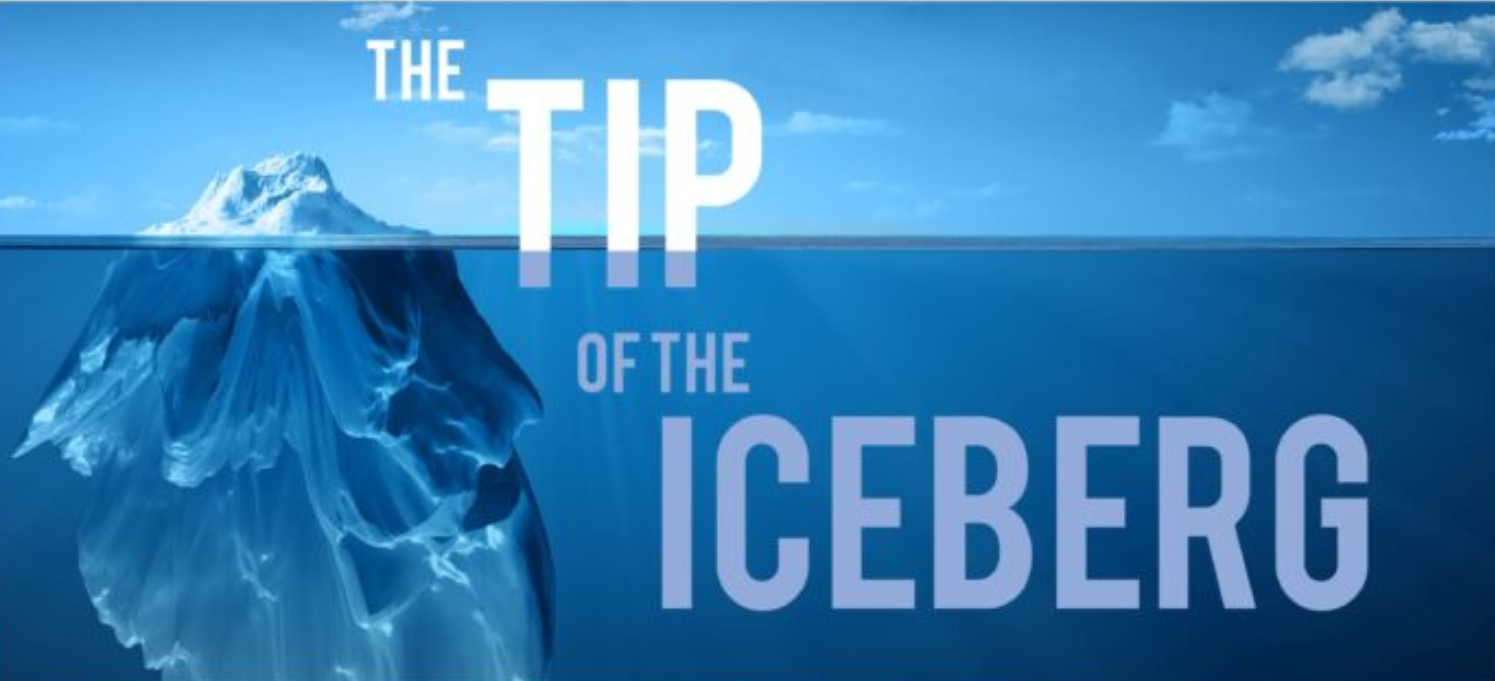 THE
TIP
OF THE
ICEBERG